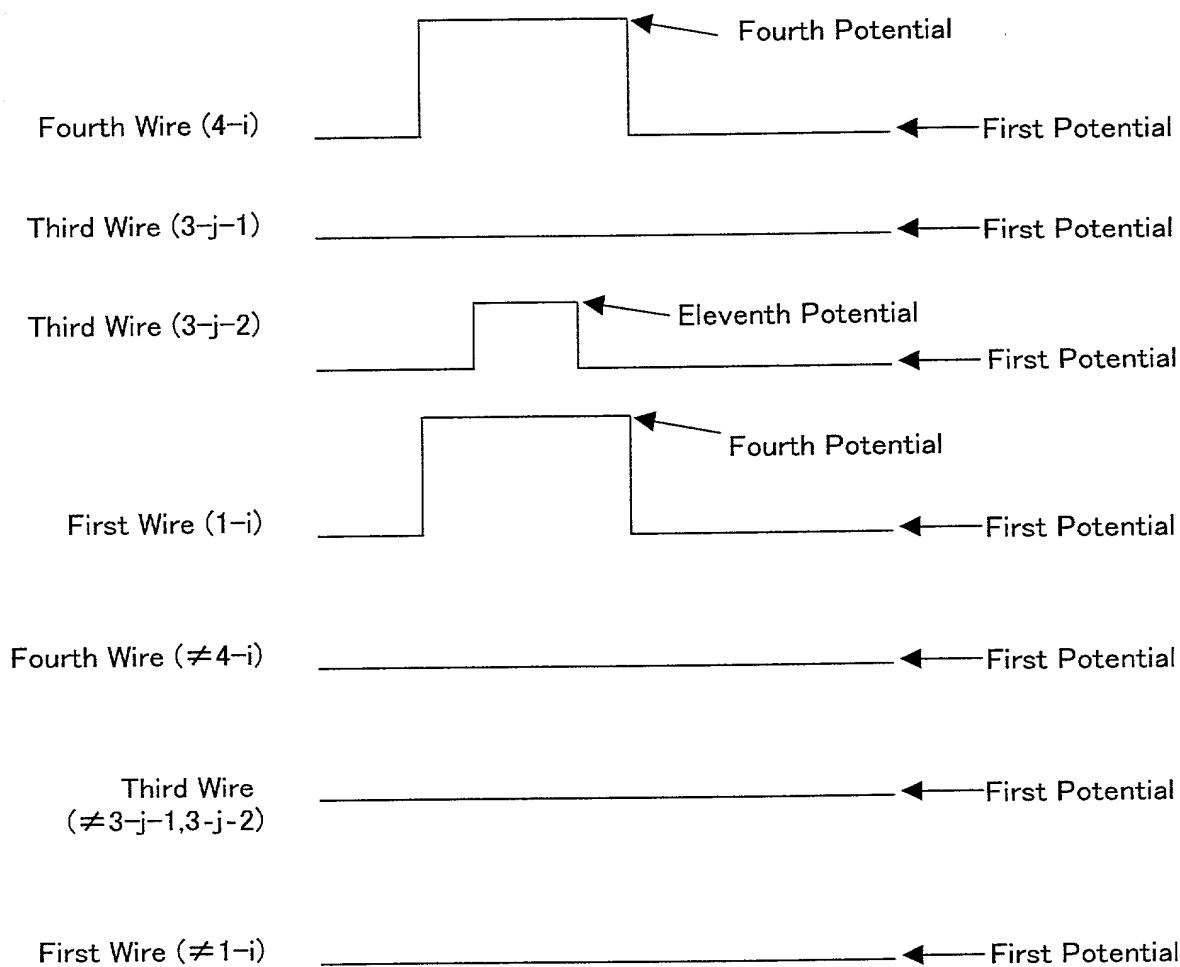 Fourth Potential
Fourth Wire (4-i)
First Potential
Third Wire (3-j-1)
First Potential
Eleventh Potential
Third Wire (3-j-2)
First Potential
Fourth Potential
First Wire (1-i)
First Potential
Fourth Wire (≠4-i)
First Potential
Third Wire
(≠3-j-1,3-j-2)
First Potential
First Wire (≠1-i)
First Potential